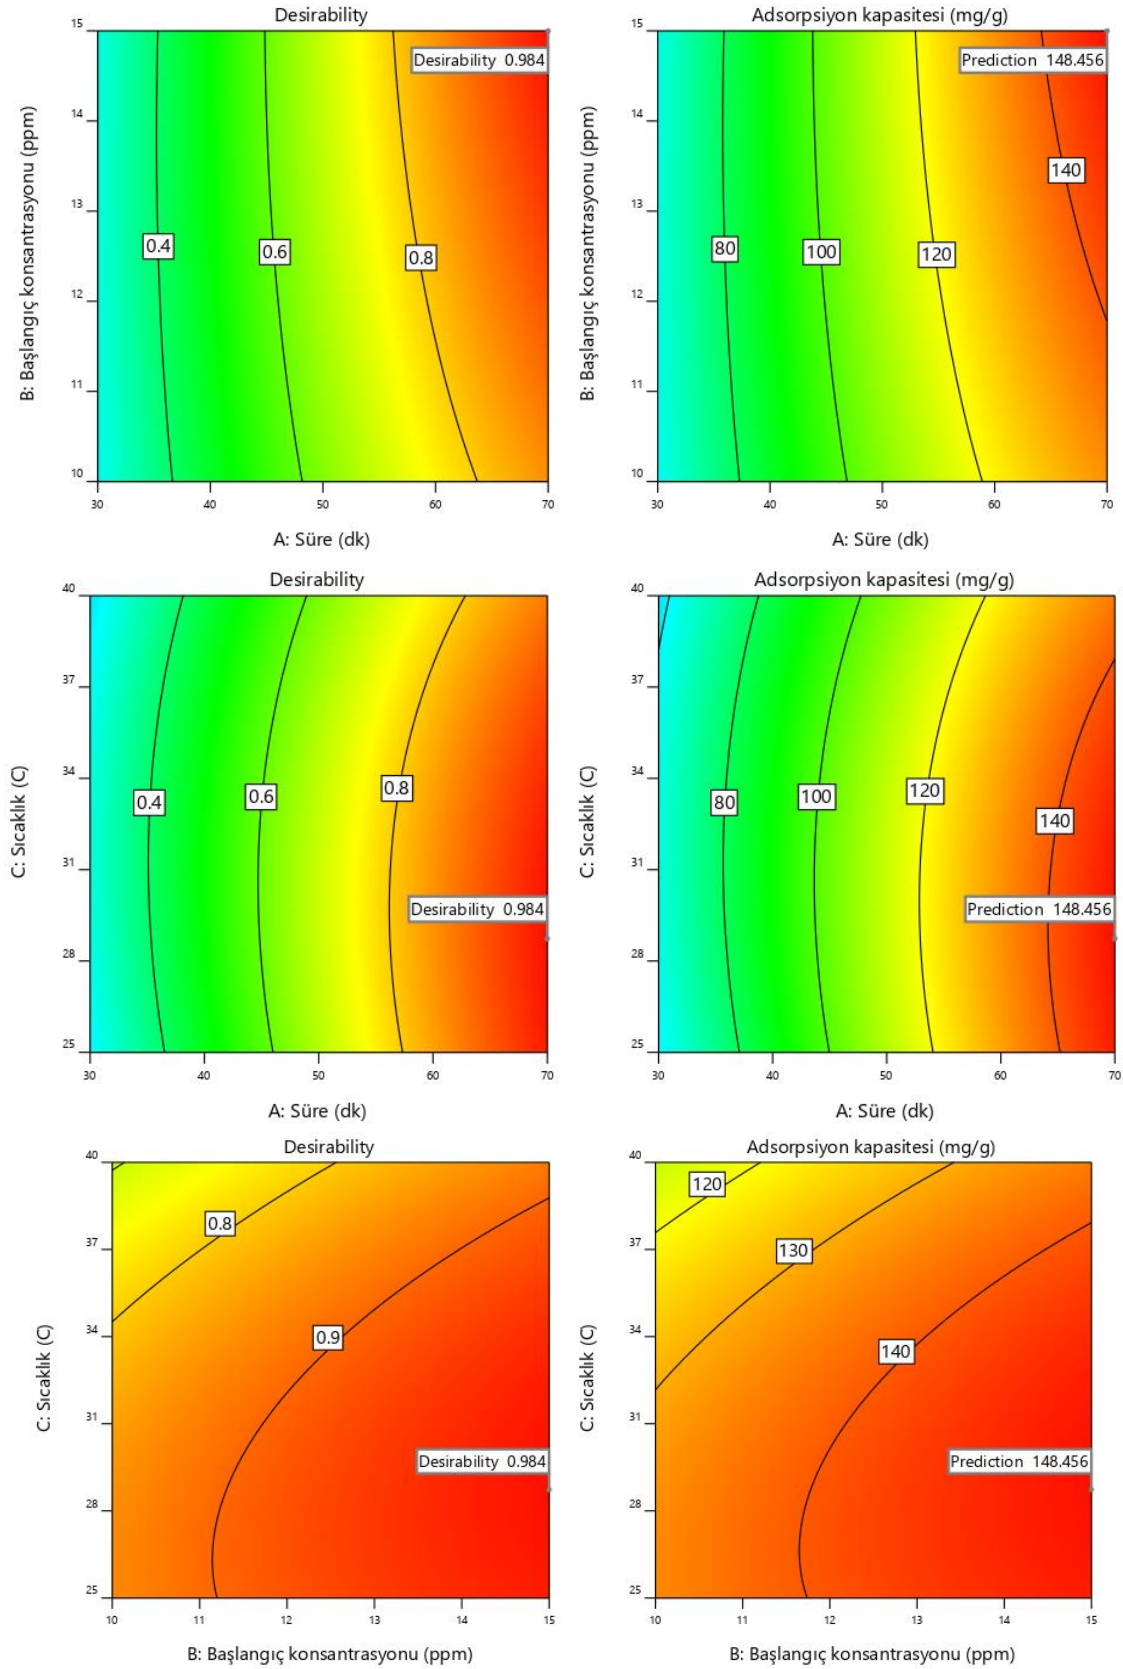 Desirability
15
14
13
12
11
10
B: Başlangıç konsantrasyonu (ppm)
Desirability 0.984
0.4
0.6
0.8
30 40 50 60 70
A: Süre (dk)
Adsorpsiyon kapasitesi (mg/g)
15
14
13
12
11
10
B: Başlangıç konsantrasyonu (ppm)
Prediction 148.456
140
80
100
120
30 40 50 60 70
A: Süre (dk)
Desirability
40
37
34
31
28
25
C: Sıcaklık (C)
0.4
0.6
0.8
Desirability 0.984
30 40 50 60 70
A: Süre (dk)
Adsorpsiyon kapasitesi (mg/g)
40
37
34
31
28
25
C: Sıcaklık (C)
80
100
120
140
Prediction 148.456
30 40 50 60 70
A: Süre (dk)
Desirability
40
37
34
31
28
25
C: Sıcaklık (C)
0.8
0.9
Desirability 0.984
10 11 12 13 14 15
B: Başlangıç konsantrasyonu (ppm)
Adsorpsiyon kapasitesi (mg/g)
40
37
34
31
28
25
C: Sıcaklık (C)
120
130
140
Prediction 148.456
10 11 12 13 14 15
B: Başlangıç konsantrasyonu (ppm)